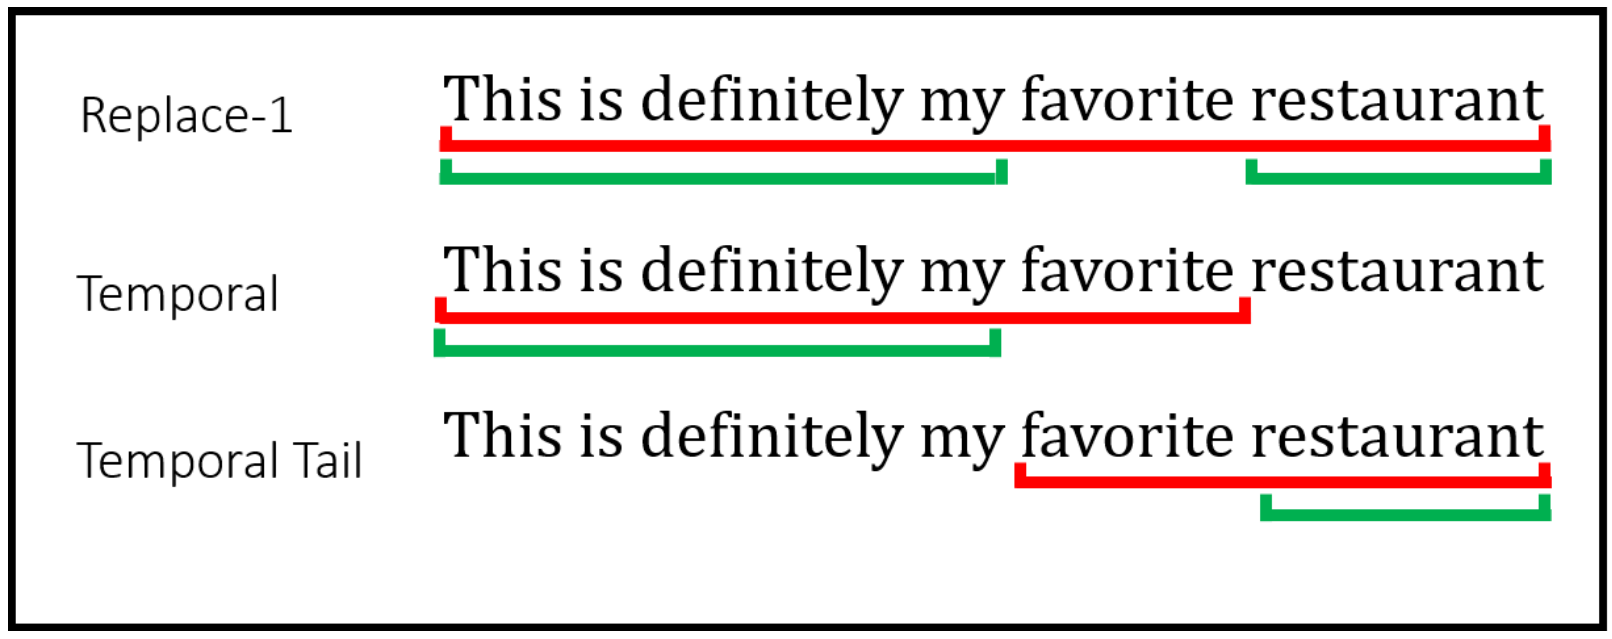 Replace-1 This is definitely my favorite restaurant
Temporal This is definitely my favorite restaurant
Temporal Tail This is definitely my favorite restaurant